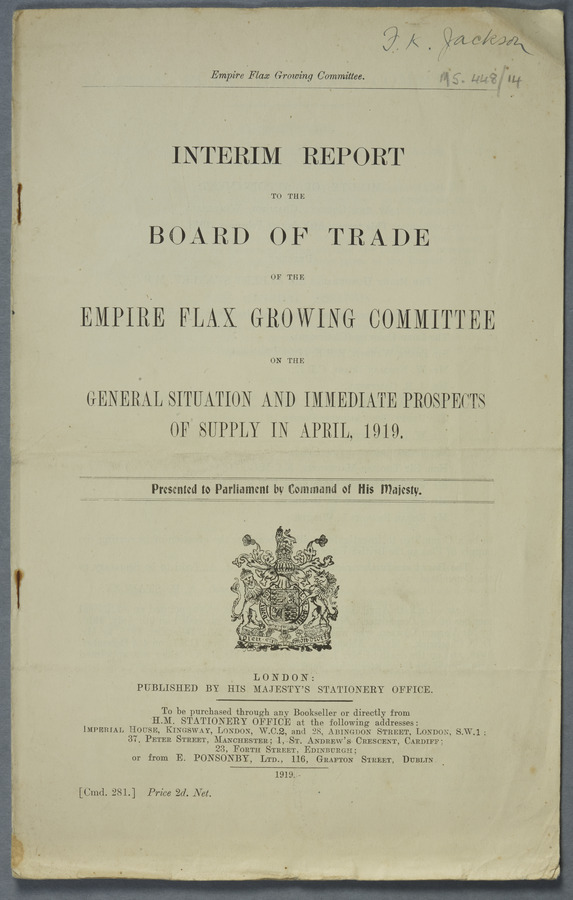 F. K. Jackson
Empire Flax Growing Committee.
MS. 448/14
INTERIM REPORT
TO THE
BOARD OF TRADE
OF THE
EMPIRE FLAX GROWING COMMITTEE
ON THE
GENERAL SITUATION AND IMMEDIATE PROSPECTS
OF SUPPLY IN APRIL, 1919.
Presented to Parliament by Command of His Majesty.
LONDON:
PUBLISHED BY HIS MAJESTY'S STATIONERY OFFICE.
To be purchased through any Bookseller or directly from
H.M. STATIONERY OFFICE at the following addresses:
IMPERIAL HOUSE, KINGSWAY, LONDON, W.C.2, and 28, ABINGDON STREET, LONDON, S.W.1;
37, PETER STREET, MANCHESTER; 1, ST. ANDREW'S CRESCENT, CARDIFF;
23, FORTH STREET, EDINBURGH;
or from E. PONSONBY, LTD., 116, GRAFTON STREET, DUBLIN.
1919.
[Cmd. 281.] Price 2d. Net.